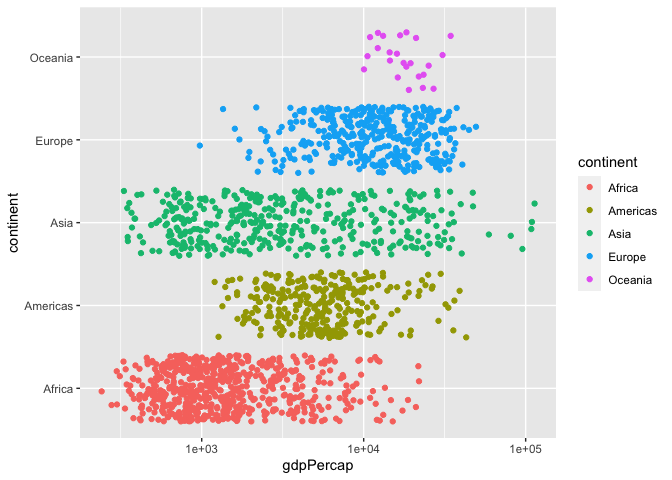 Oceania
Europe
Asia
Americas
Africa
continent
1e+03
1e+04
1e+05
gdpPercap
continent
Africa
Americas
Asia
Europe
Oceania